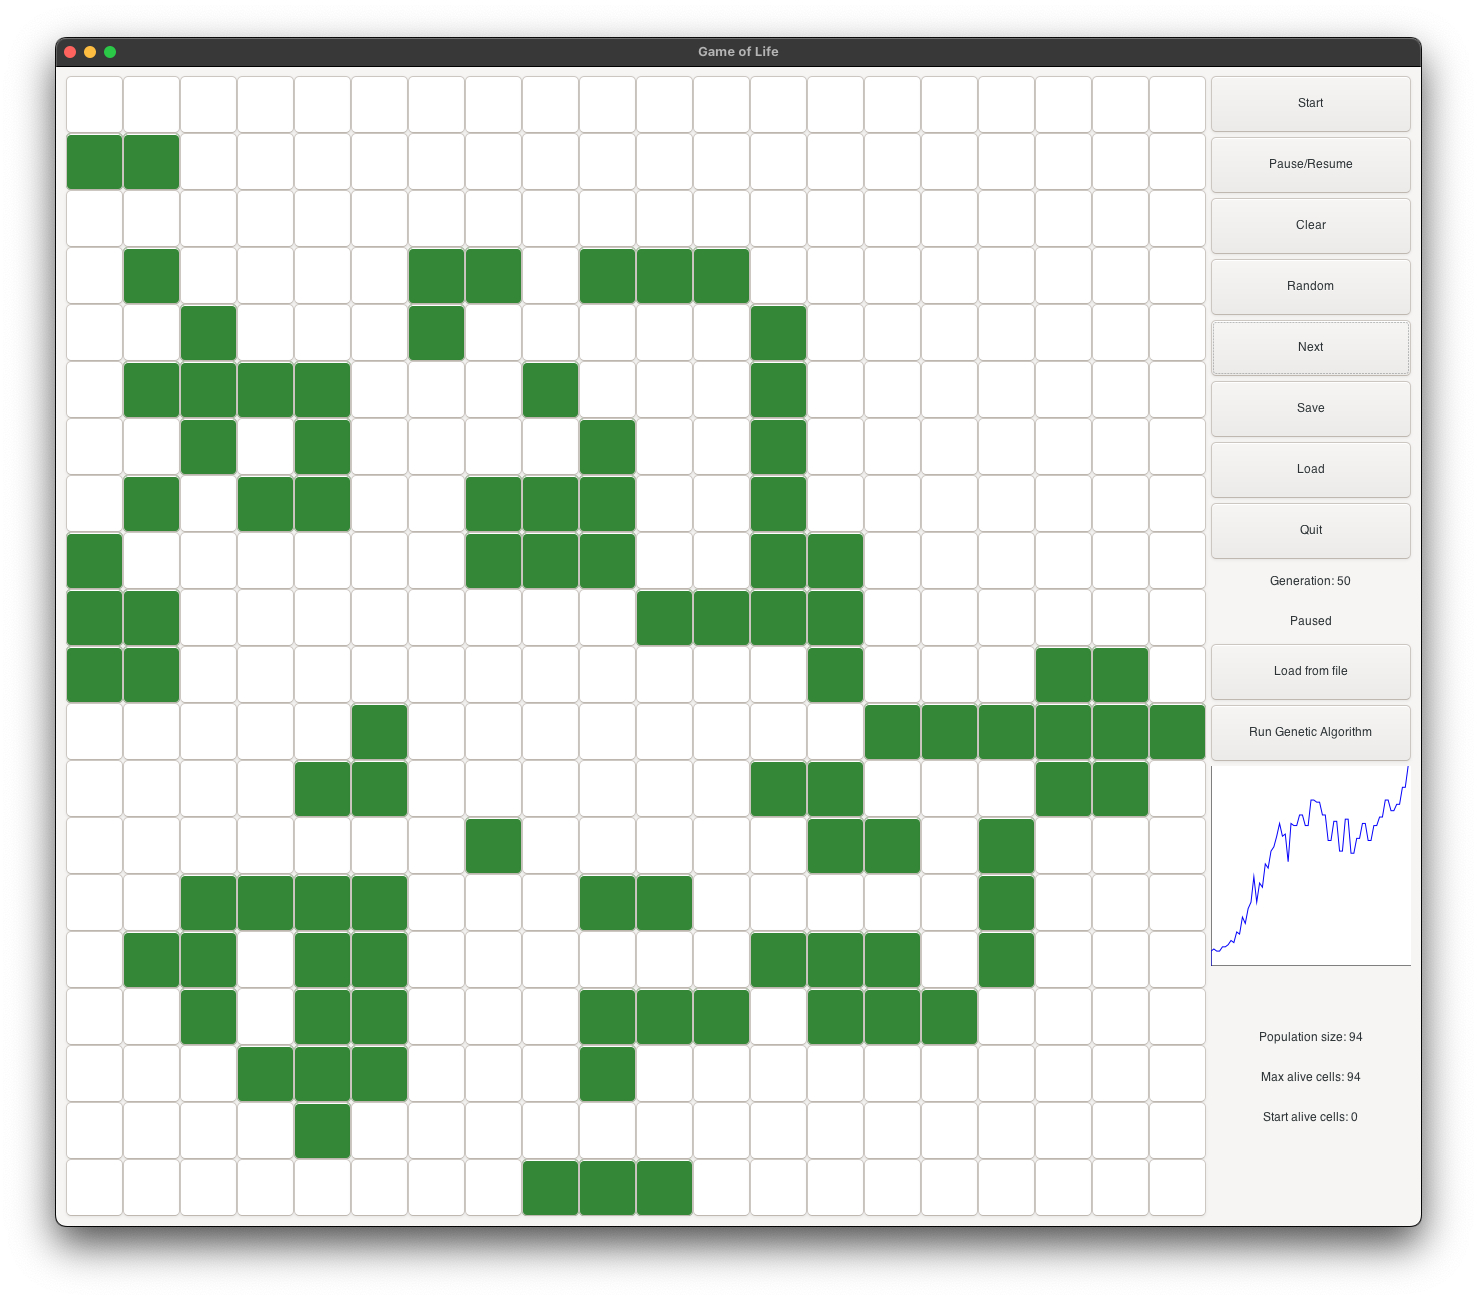 Game of Life
Start
Pause/Resume
Clear
Random
Next
Save
Load
Quit
Generation: 50
Paused
Load from file
Run Genetic Algorithm
Population size: 94
Max alive cells: 94
Start alive cells: 0